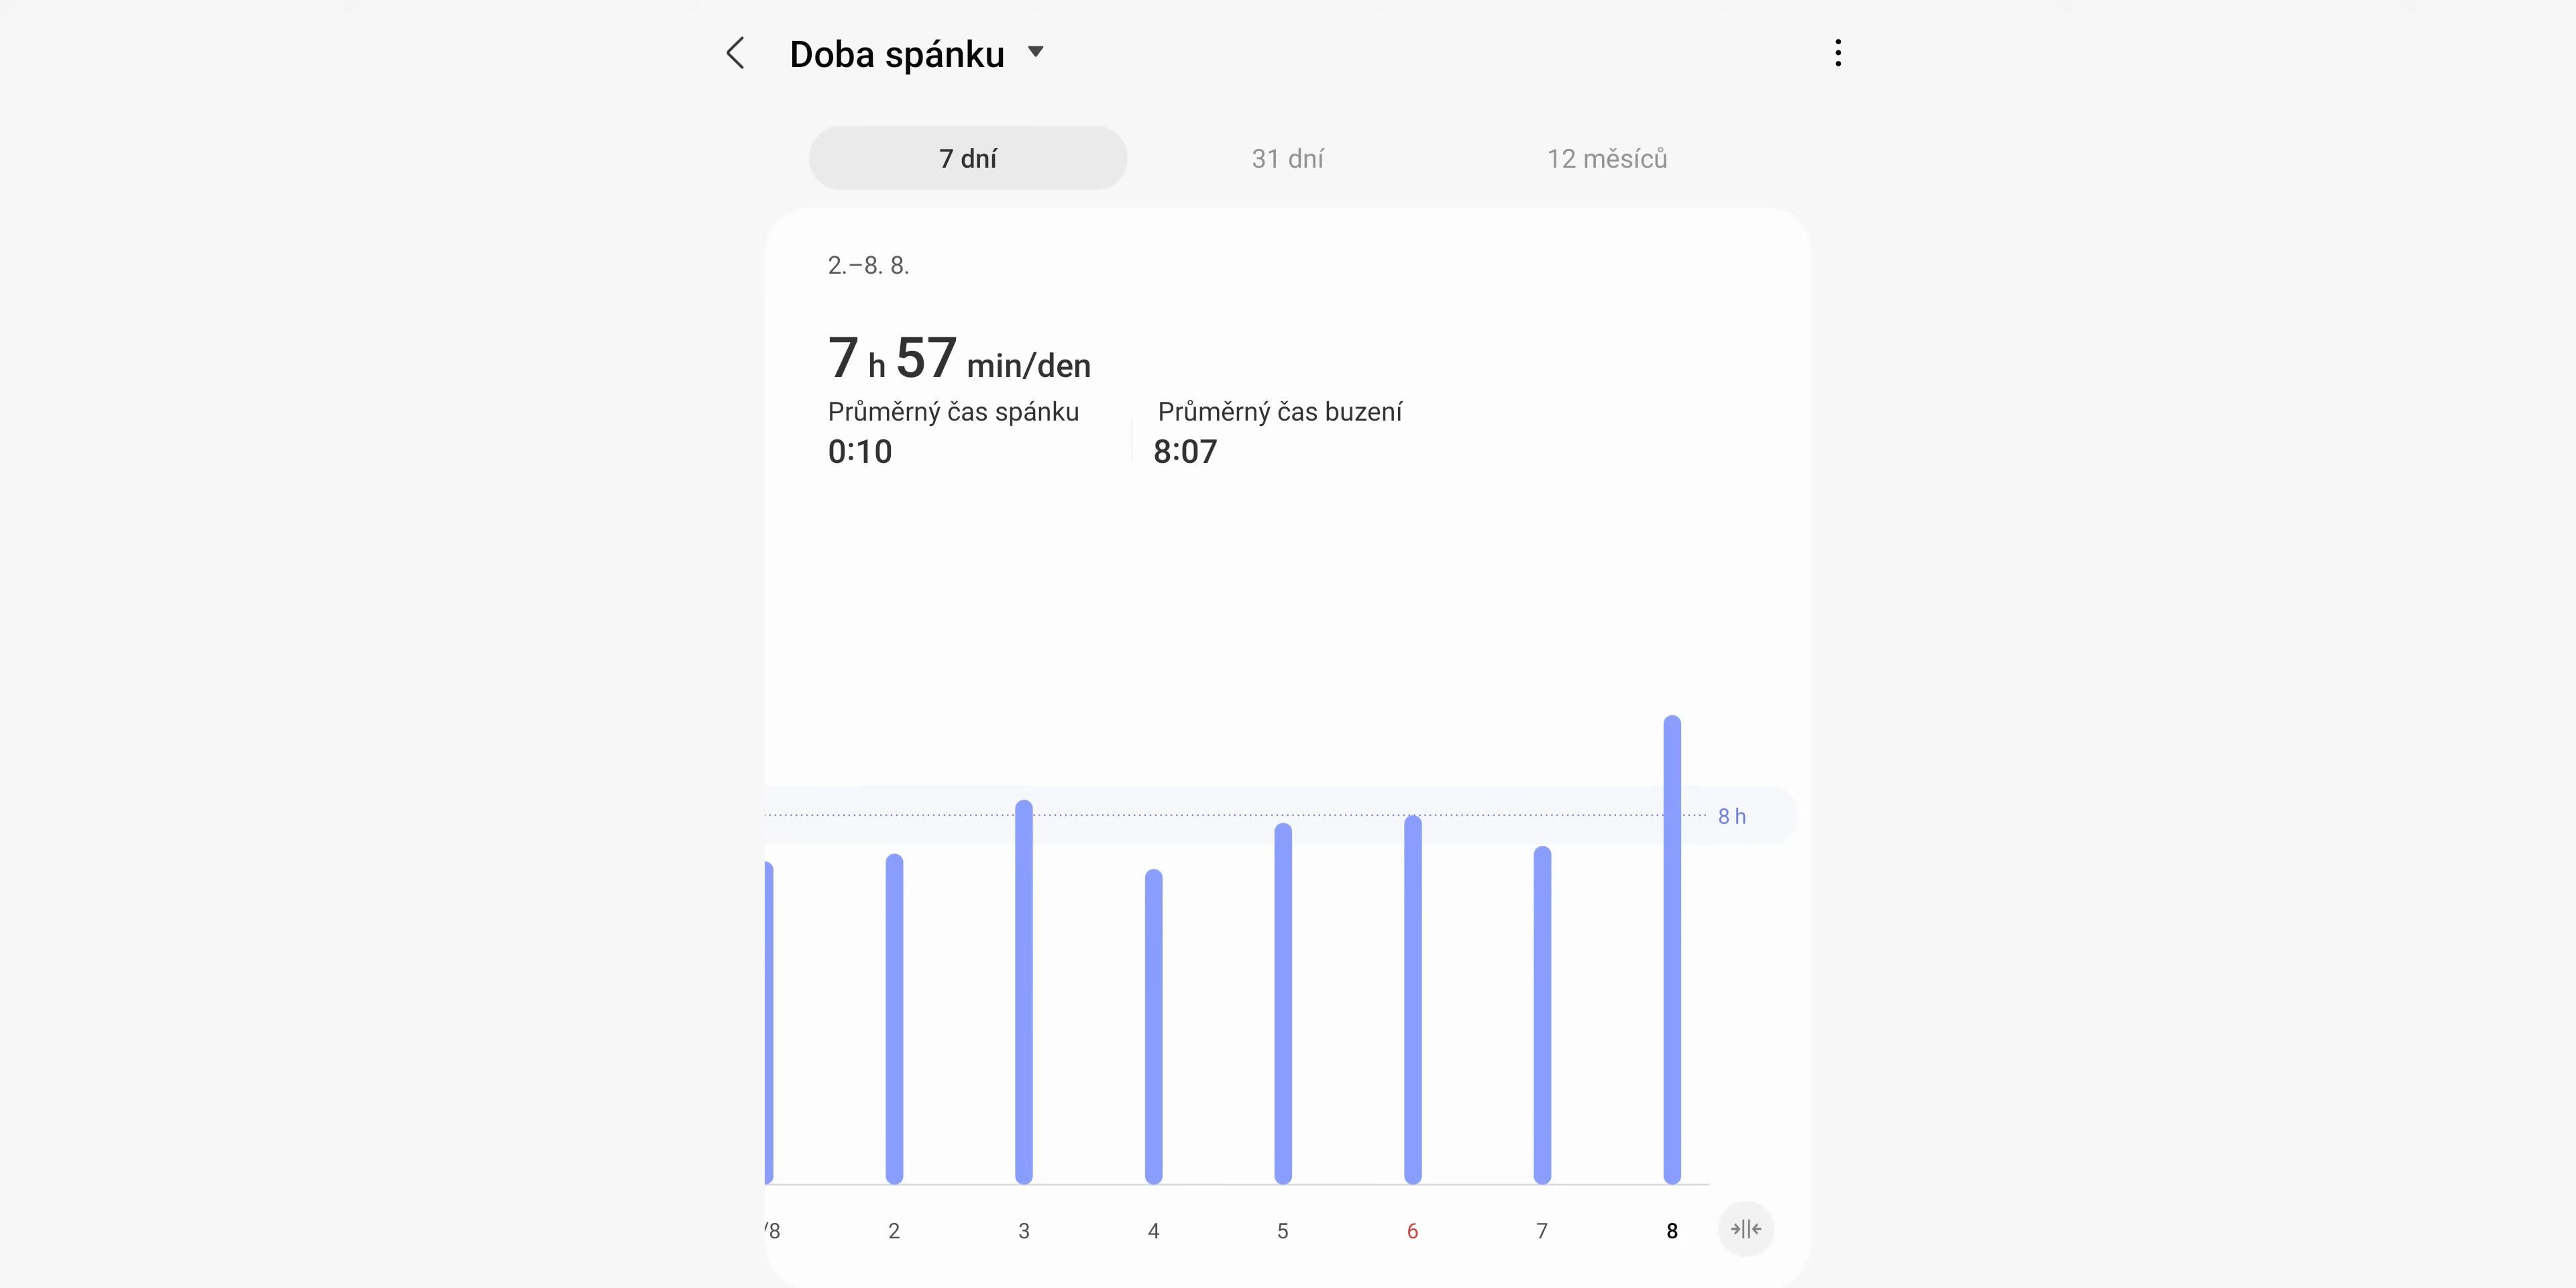 Doba spánku
7 dní 31 dní 12 měsíců
2.–8. 8.
7 h 57 min/den
Průměrný čas spánku Průměrný čas buzení
0:10 8:07
8 h
/8 2 3 4 5 6 7 8